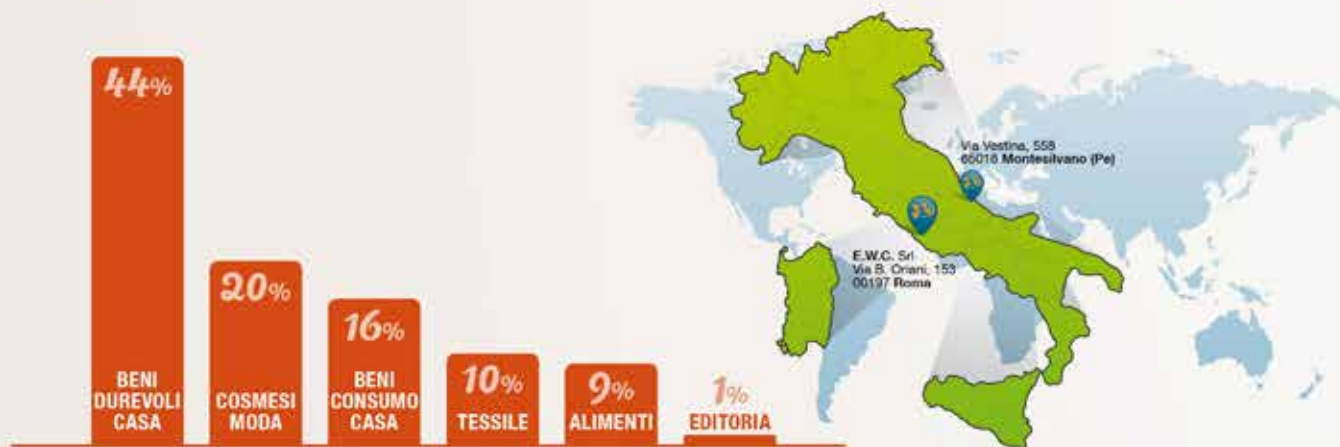 44%
BENI
DUREVOLI
CASA
20%
COSMESI
MODA
16%
BENI
CONSUMO
CASA
10%
TESSILE
9%
ALIMENTI
1%
EDITORIA
Via Vestina, 558
65016 Montesilvano (Pe)
E.W.C. Srl
Via B. Oriani, 153
00197 Roma